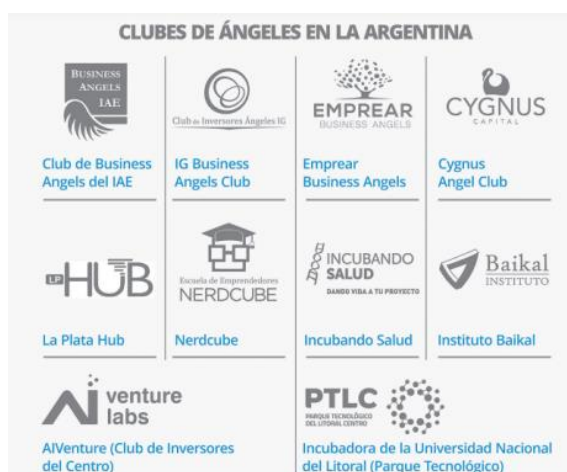 CLUBES DE ÁNGELES EN LA ARGENTINA
BUSINESS
ANGELS
IAE
Club de Business
Angels del IAE
Club de Inversores Ángeles IG
IG Business
Angels Club
EMPREAR
BUSINESS ANGELS
Emprear
Business Angels
CYGNUS
CAPITAL
Cygnus
Angel Club
LP HUB
La Plata Hub
Escuela de Emprendedores
NERDCUBE
Nerdcube
INCUBANDO
SALUD
DANDO VIDA A TU PROYECTO
Incubando Salud
Baikal
INSTITUTO
Instituto Baikal
Ai venture
labs
AIVenture (Club de Inversores
del Centro)
PTLC
PARQUE TECNOLÓGICO
DEL LITORAL CENTRO
Incubadora de la Universidad Nacional
del Litoral (Parque Tecnológico)